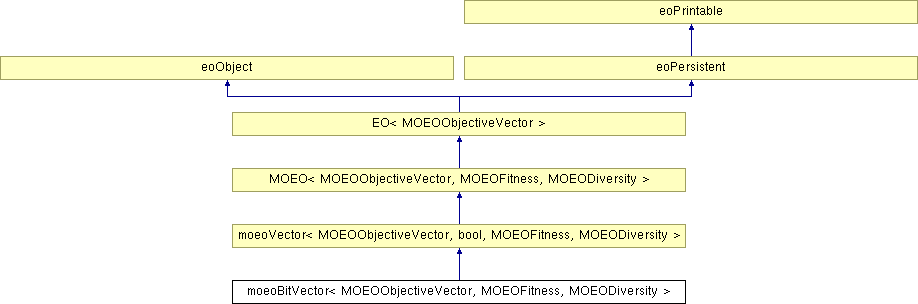 eoPrintable
eoObject
eoPersistent
EO< MOEOObjectiveVector >
MOEO< MOEOObjectiveVector, MOEOFitness, MOEODiversity >
moeoVector< MOEOObjectiveVector, bool, MOEOFitness, MOEODiversity >
moeoBitVector< MOEOObjectiveVector, MOEOFitness, MOEODiversity >